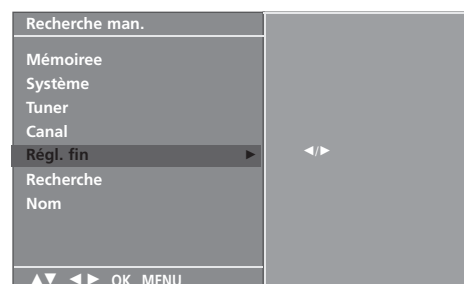 Recherche man.
Mémoiree
Système
Tuner
Canal
Régl. fin ►
◄/►
Recherche
Nom
▲▼ ◄ ► OK MENU